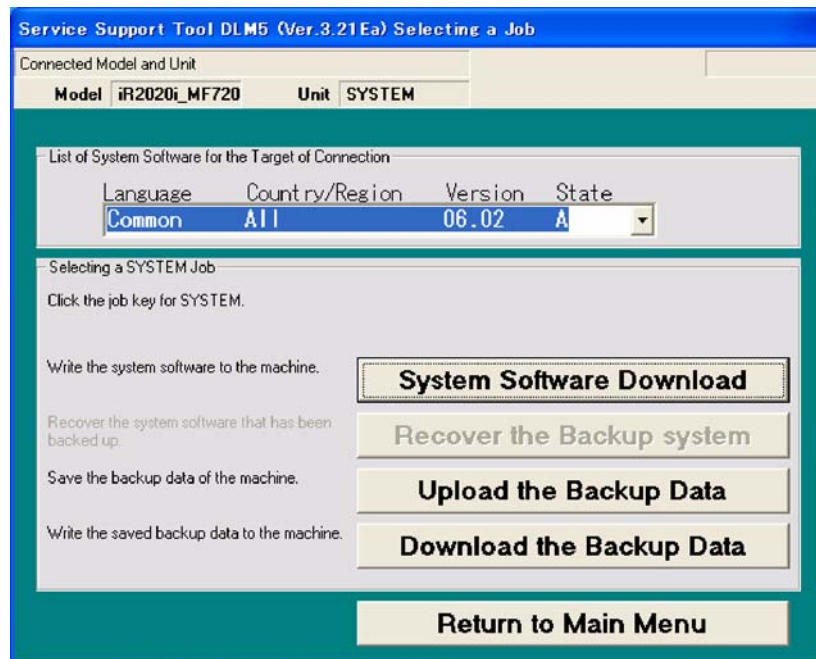 Service Support Tool DLM5 (Ver.3.21Ea) Selecting a Job
Connected Model and Unit
Model iR2020i_MF720 Unit SYSTEM
List of System Software for the Target of Connection
Language Country/Region Version State
Common All 06.02 A
Selecting a SYSTEM Job
Click the job key for SYSTEM.
Write the system software to the machine.
System Software Download
Recover the system software that has been
backed up.
Recover the Backup system
Save the backup data of the machine.
Upload the Backup Data
Write the saved backup data to the machine.
Download the Backup Data
Return to Main Menu